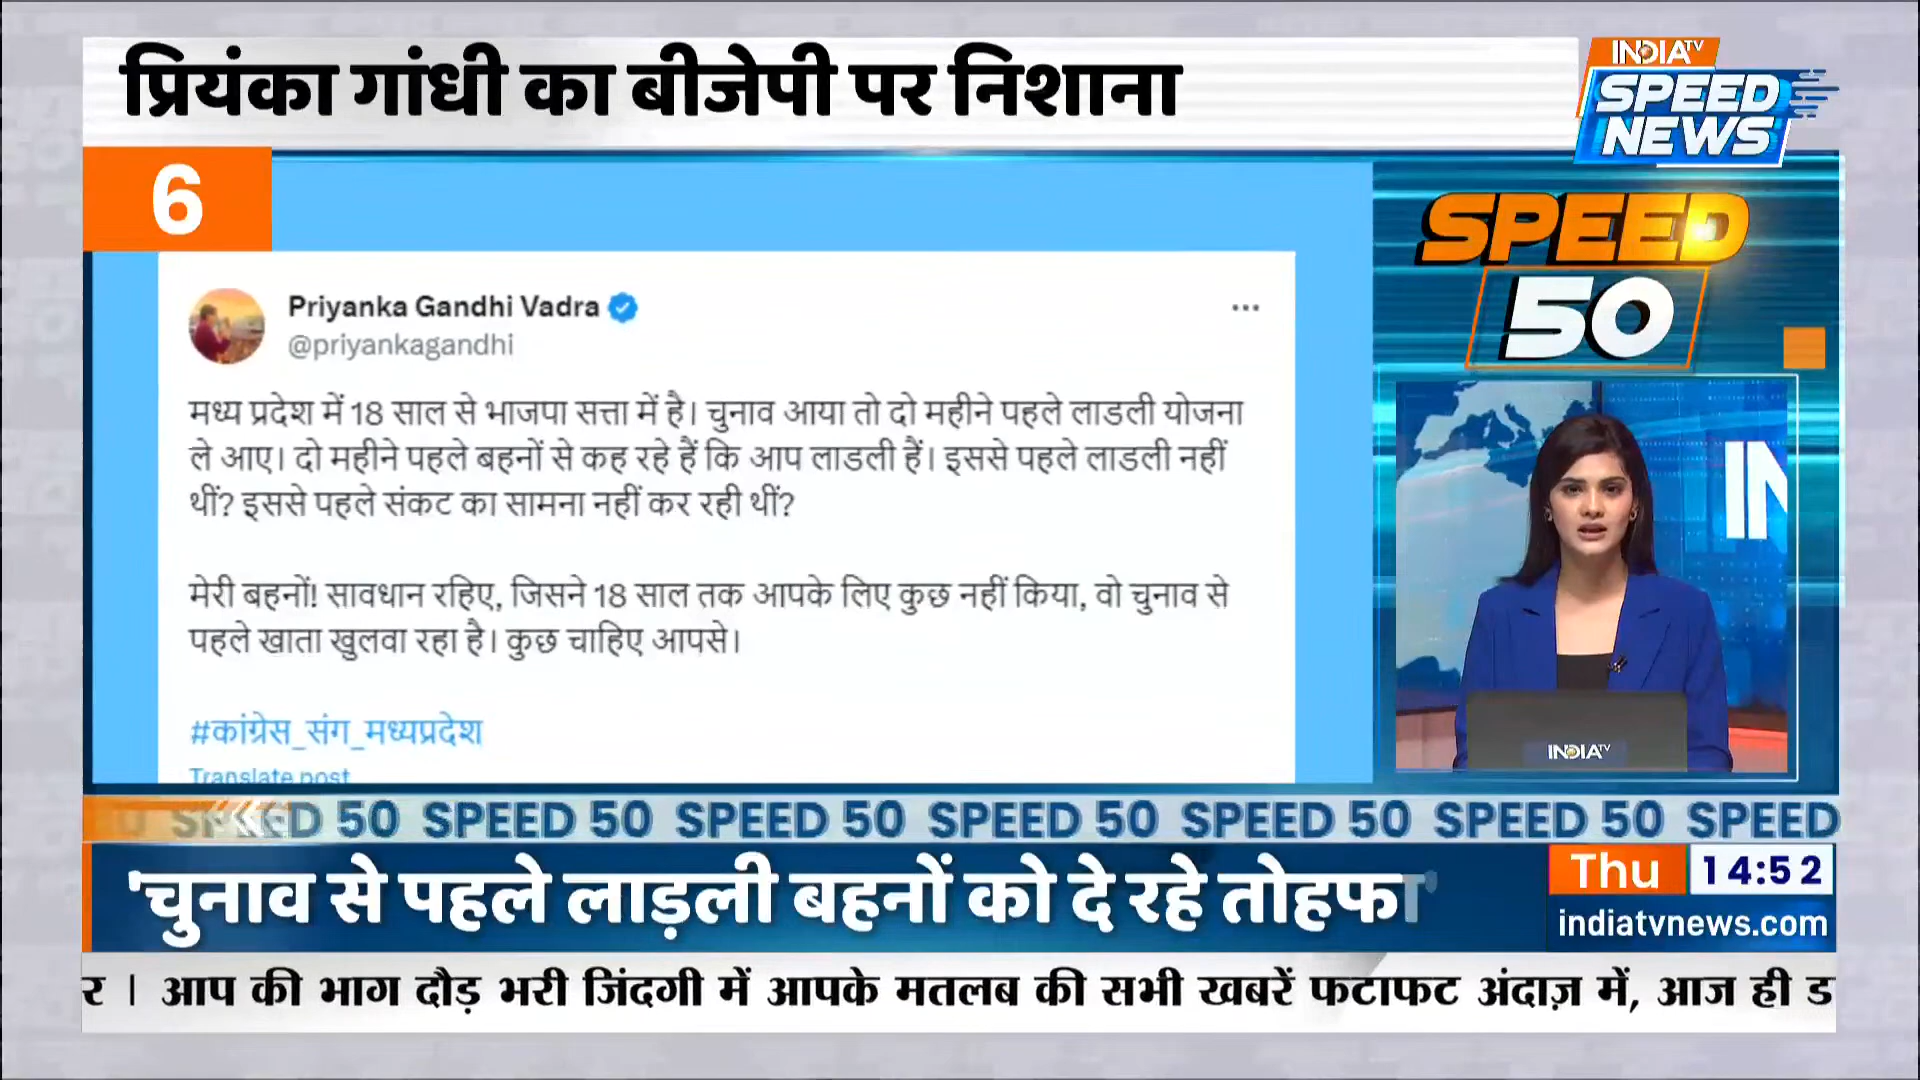 प्रियंका गांधी का बीजेपी पर निशाना
INDIA TV
SPEED
NEWS
6
SPEED
50
Priyanka Gandhi Vadra
@priyankagandhi
मध्य प्रदेश में 18 साल से भाजपा सत्ता में है। चुनाव आया तो दो महीने पहले लाडली योजना
ले आए। दो महीने पहले बहनों से कह रहे हैं कि आप लाडली हैं। इससे पहले लाडली नहीं
थीं? इससे पहले संकट का सामना नहीं कर रही थीं?
मेरी बहनों! सावधान रहिए, जिसने 18 साल तक आपके लिए कुछ नहीं किया, वो चुनाव से
पहले खाता खुलवा रहा है। कुछ चाहिए आपसे।
#कांग्रेस_संग_मध्यप्रदेश
Translate post
IN
INDIA TV
SPEED 50 SPEED 50 SPEED 50 SPEED 50 SPEED 50 SPEED 50 SPEED
'चुनाव से पहले लाड़ली बहनों को दे रहे तोहफा'
Thu 14:52
indiatvnews.com
र | आप की भाग दौड़ भरी जिंदगी में आपके मतलब की सभी खबरें फटाफट अंदाज़ में, आज ही ड